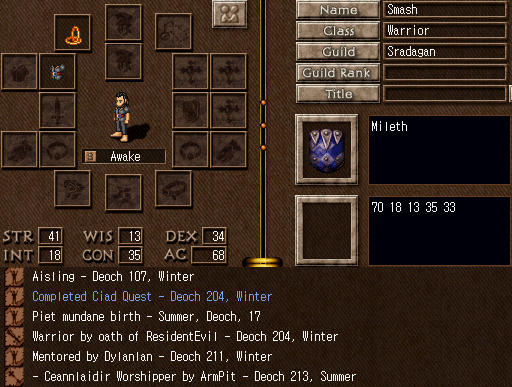 Name Smash
Class Warrior
Guild Sradagan
Guild Rank
Title
Awake
Mileth
70 18 13 35 33
STR 41 WIS 13 DEX 34
INT 18 CON 35 AC 68
Aisling - Deoch 107, Winter
Completed Ciad Quest - Deoch 204, Winter
Piet mundane birth - Summer, Deoch, 17
Warrior by oath of ResidentEvil - Deoch 204, Winter
Mentored by Dylanlan - Deoch 211, Winter
- Ceannlaidir Worshipper by ArmPit - Deoch 213, Summer